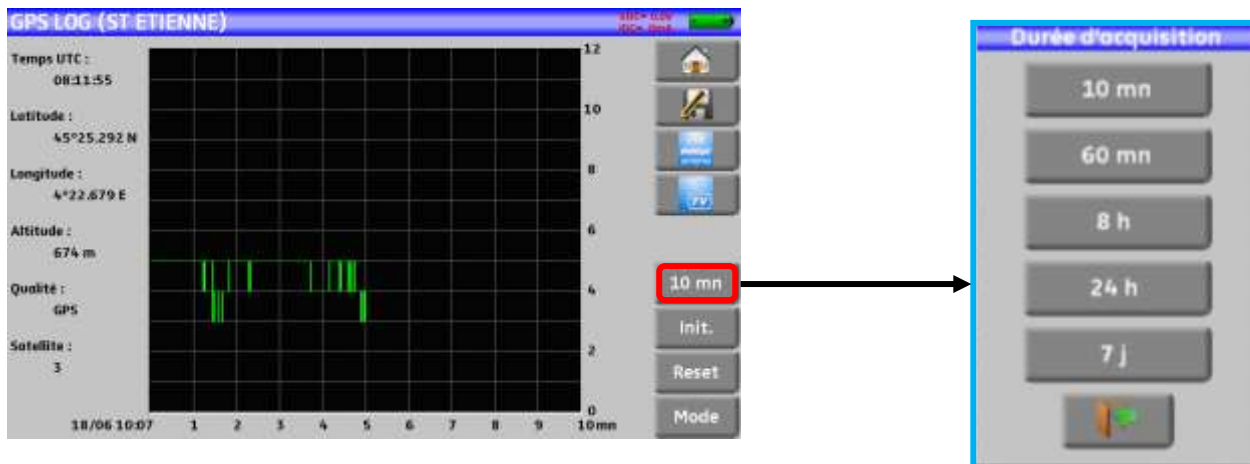 GPS LOG (ST ETIENNE)
Temps UTC :
08:11:55
Latitude :
45°25.292 N
Longitude :
4°22.679 E
Altitude :
674 m
Qualité :
GPS
Satellite :
3
12
10
8
6
4
2
0
18/06 10:07 1 2 3 4 5 6 7 8 9 10mn
TV
10 mn
Init.
Reset
Mode
Durée d'acquisition
10 mn
60 mn
8 h
24 h
7 j